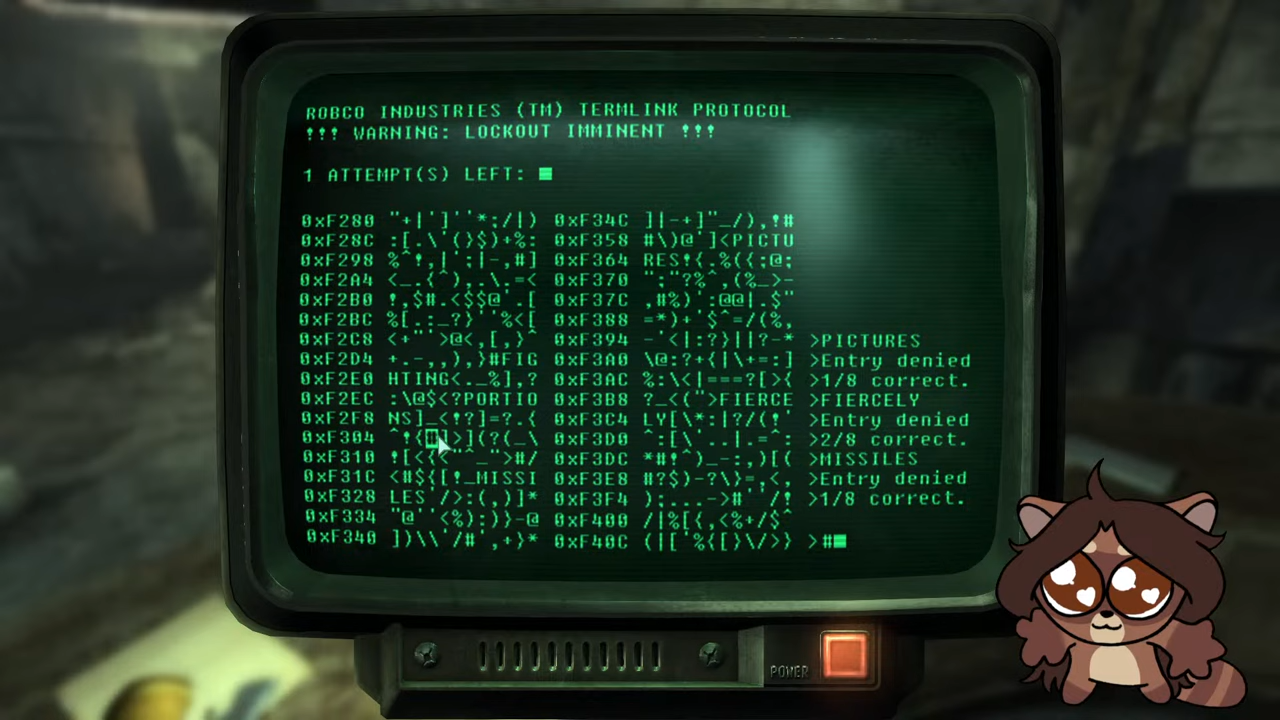 ROBCO INDUSTRIES (TM) TERMLINK PROTOCOL
!!! WARNING: LOCKOUT IMMINENT !!!
1 ATTEMPT(S) LEFT: ■
0xF280 "+|']''*;/|) 0xF34C ]|-+]"_/),!#
0xF28C :[.\'()$)+%: 0xF358 #\)@']<PICTU
0xF298 %^!,|';|-,#] 0xF364 RES!{.%({;@;
0xF2A4 <_.{^),..\;=< 0xF370 ":"?%^,(%_>-
0xF2B0 !,$#.<$$@'.[ 0xF37C ,#%)':@@|.$"
0xF2BC %[.:_?}''%<[ 0xF388 =*)+'$^=/(%,
0xF2C8 <+"'>@<,[,}^ 0xF394 -'<|:?}||?-* >PICTURES
0xF2D4 +.-,,),}#FIG 0xF3A0 \@:?+{|\+=:] >Entry denied
0xF2E0 HTING<._%],? 0xF3AC %:\<|===?[>{ >1/8 correct.
0xF2EC :\@$<?PORTIO 0xF3B8 ?_<(">FIERCE >FIERCELY
0xF2F8 NS]_<!?]=?.{ 0xF3C4 LY[\*:|?/(!' >Entry denied
0xF304 ^!{#]>](?(_\ 0xF3D0 ^:[\'..|.=^: >2/8 correct.
0xF310 ![<{<"^_">#/ 0xF3DC *#!^)_-:,)[( >MISSILES
0xF31C <#${[!_MISSI 0xF3E8 #?$)-?\}=,<, >Entry denied
0xF328 LES'/>:(,)]* 0xF3F4 );...->#''/! >1/8 correct.
0xF334 "@''<%):)}-@ 0xF400 /|%[{,<%+/$^
0xF340 ])\\'/#',+}* 0xF40C (|['%{[}\/>} >#■
POWER